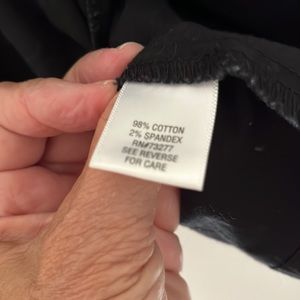 98% COTTON
2% SPANDEX
RN#73277
SEE REVERSE
FOR CARE